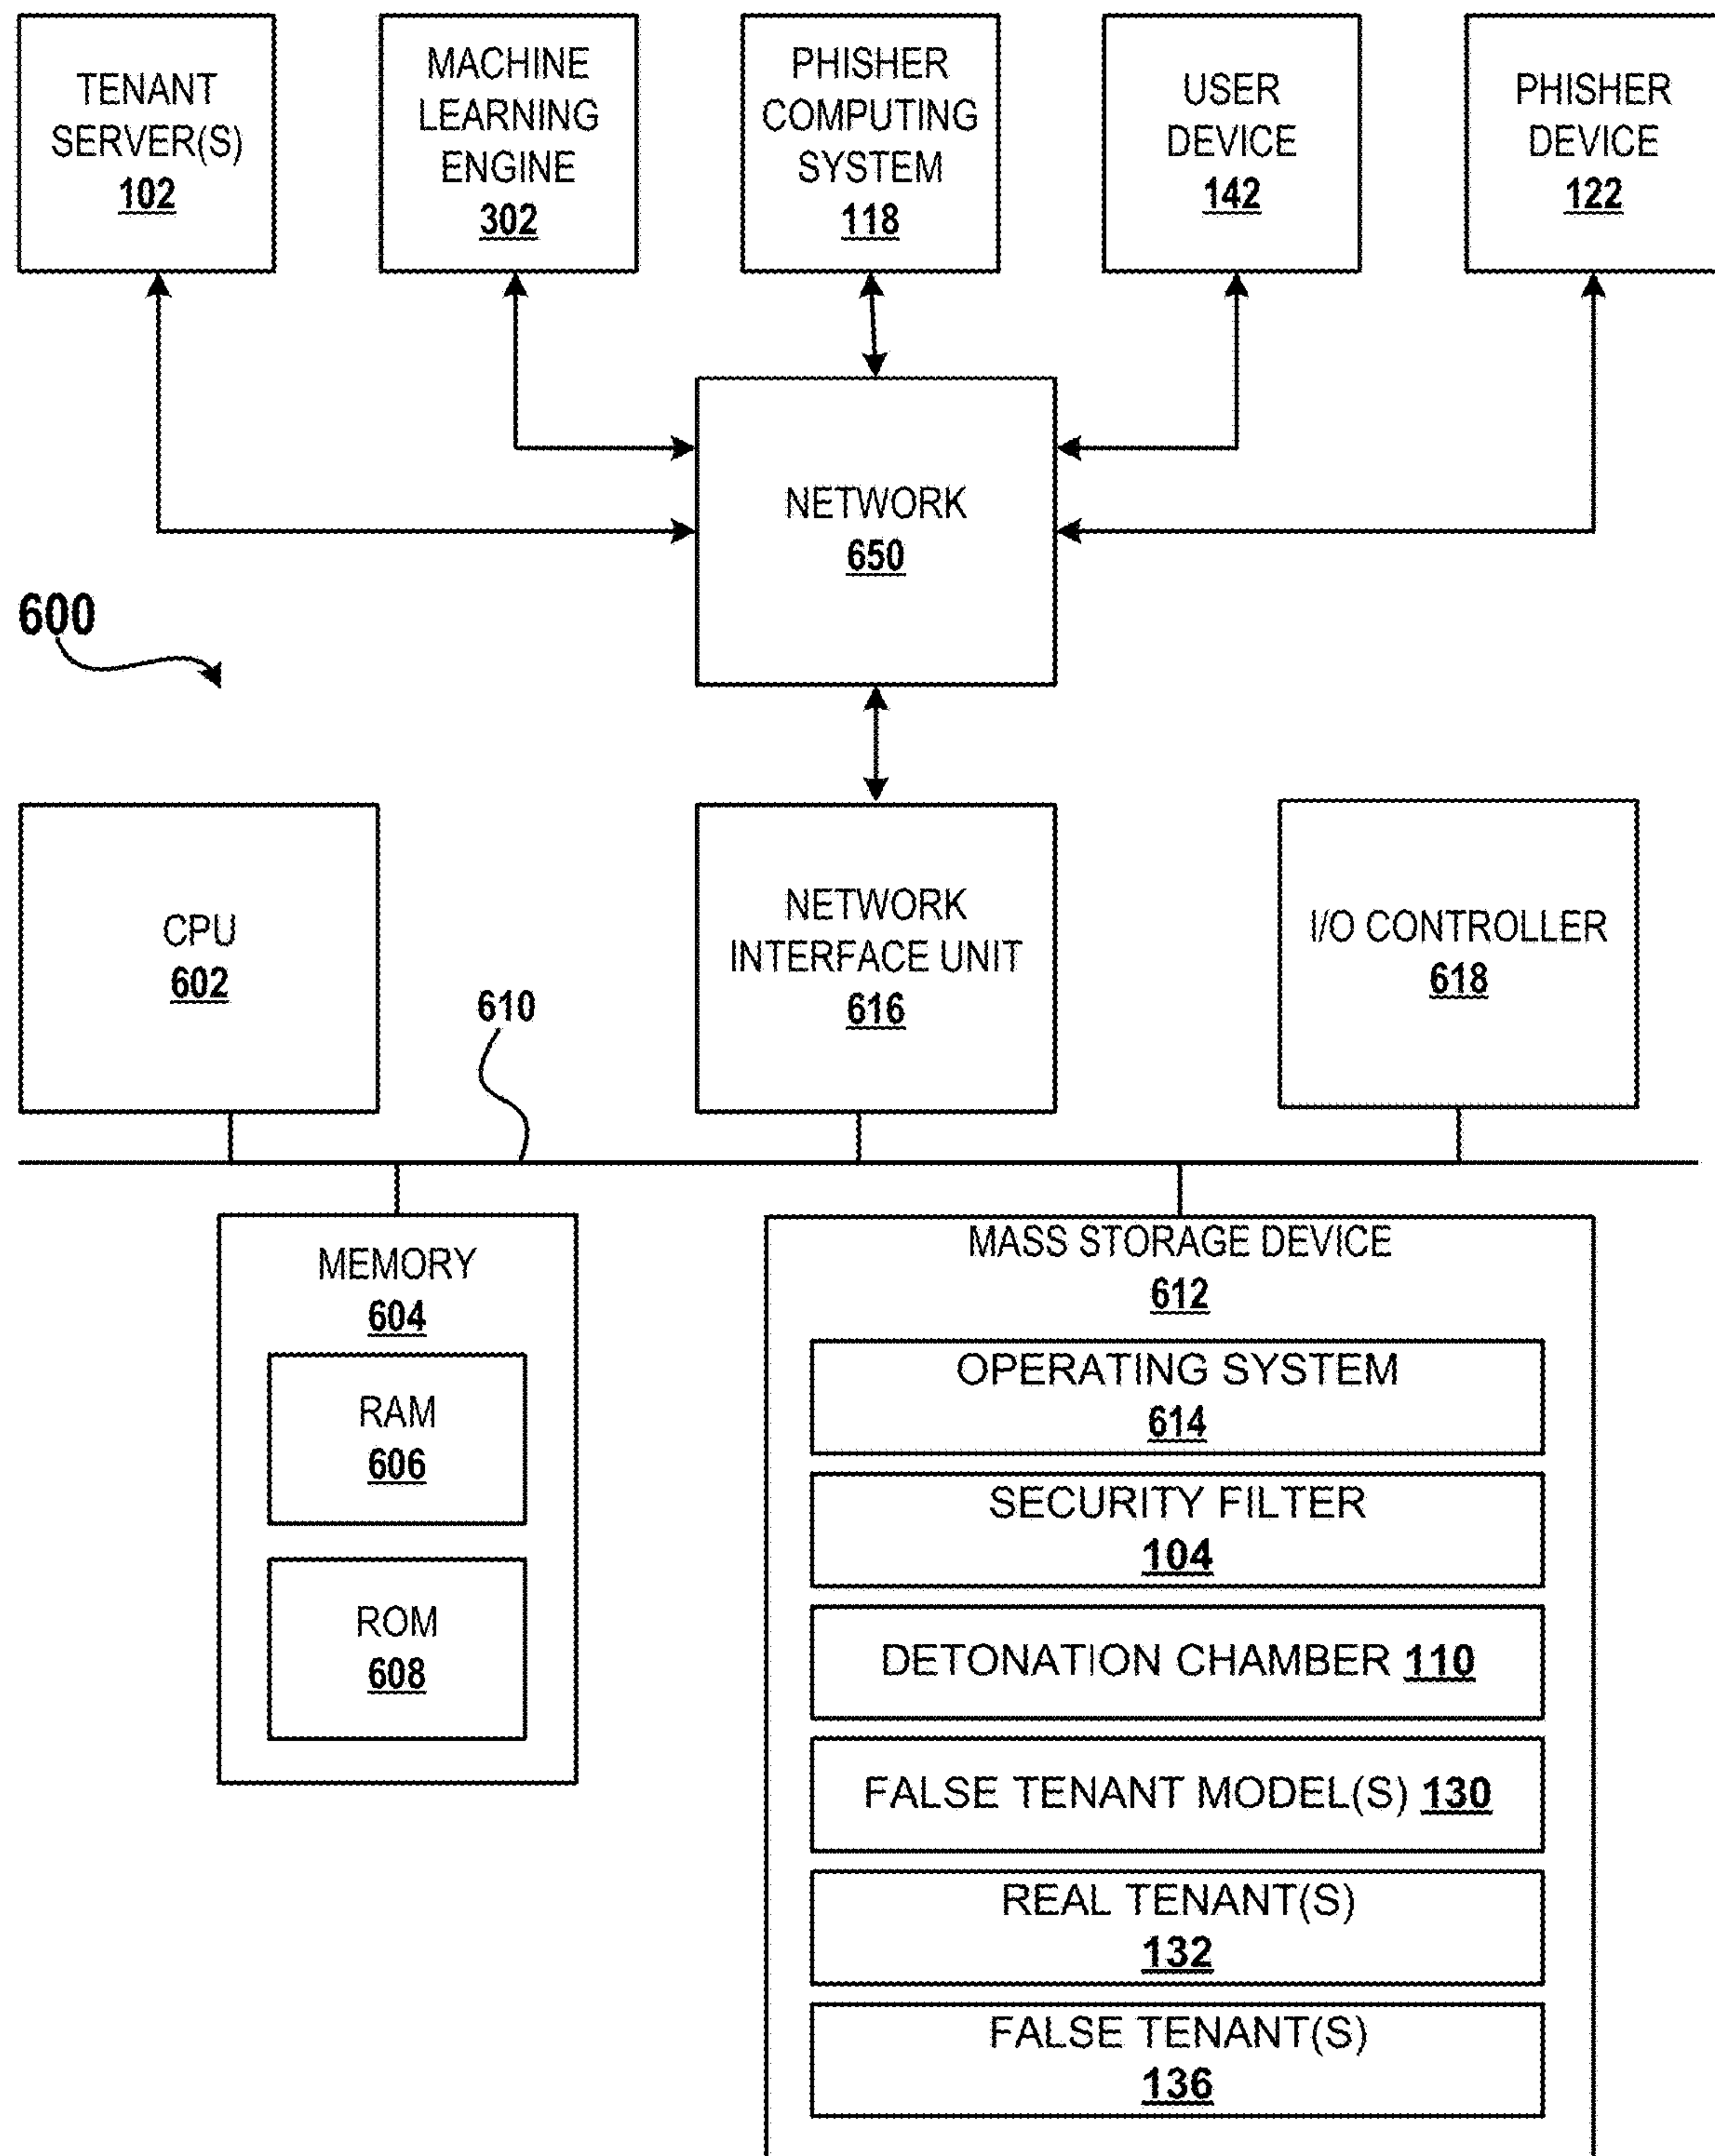 TENANT
SERVER(S)
102
MACHINE
LEARNING
ENGINE
302
PHISHER
COMPUTING
SYSTEM
118
USER
DEVICE
142
PHISHER
DEVICE
122
NETWORK
650
600
CPU
602
NETWORK
INTERFACE UNIT
616
I/O CONTROLLER
618
610
MEMORY
604
RAM
606
ROM
608
MASS STORAGE DEVICE
612
OPERATING SYSTEM
614
SECURITY FILTER
104
DETONATION CHAMBER 110
FALSE TENANT MODEL(S) 130
REAL TENANT(S)
132
FALSE TENANT(S)
136